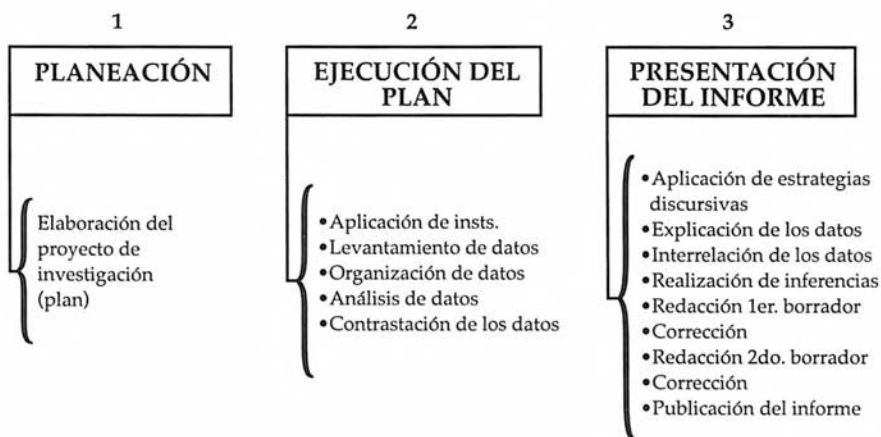 1
PLANEACIÓN
Elaboración del
proyecto de
investigación
(plan)
2
EJECUCIÓN DEL
PLAN
•Aplicación de insts.
•Levantamiento de datos
•Organización de datos
•Análisis de datos
•Contrastación de los datos
3
PRESENTACIÓN
DEL INFORME
•Aplicación de estrategias
discursivas
•Explicación de los datos
•Interrelación de los datos
•Realización de inferencias
•Redacción 1er. borrador
•Corrección
•Redacción 2do. borrador
•Corrección
•Publicación del informe